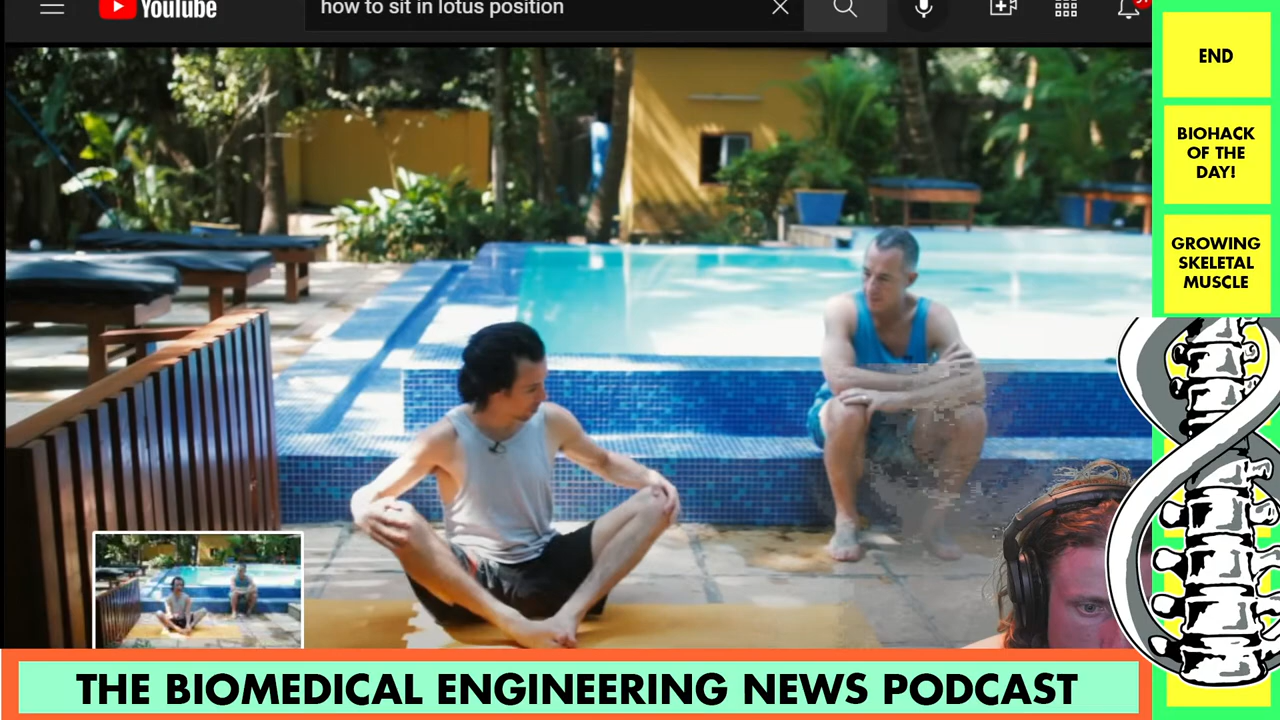 YouTube
how to sit in lotus position
END
BIOHACK
OF THE
DAY!
GROWING
SKELETAL
MUSCLE
THE BIOMEDICAL ENGINEERING NEWS PODCAST